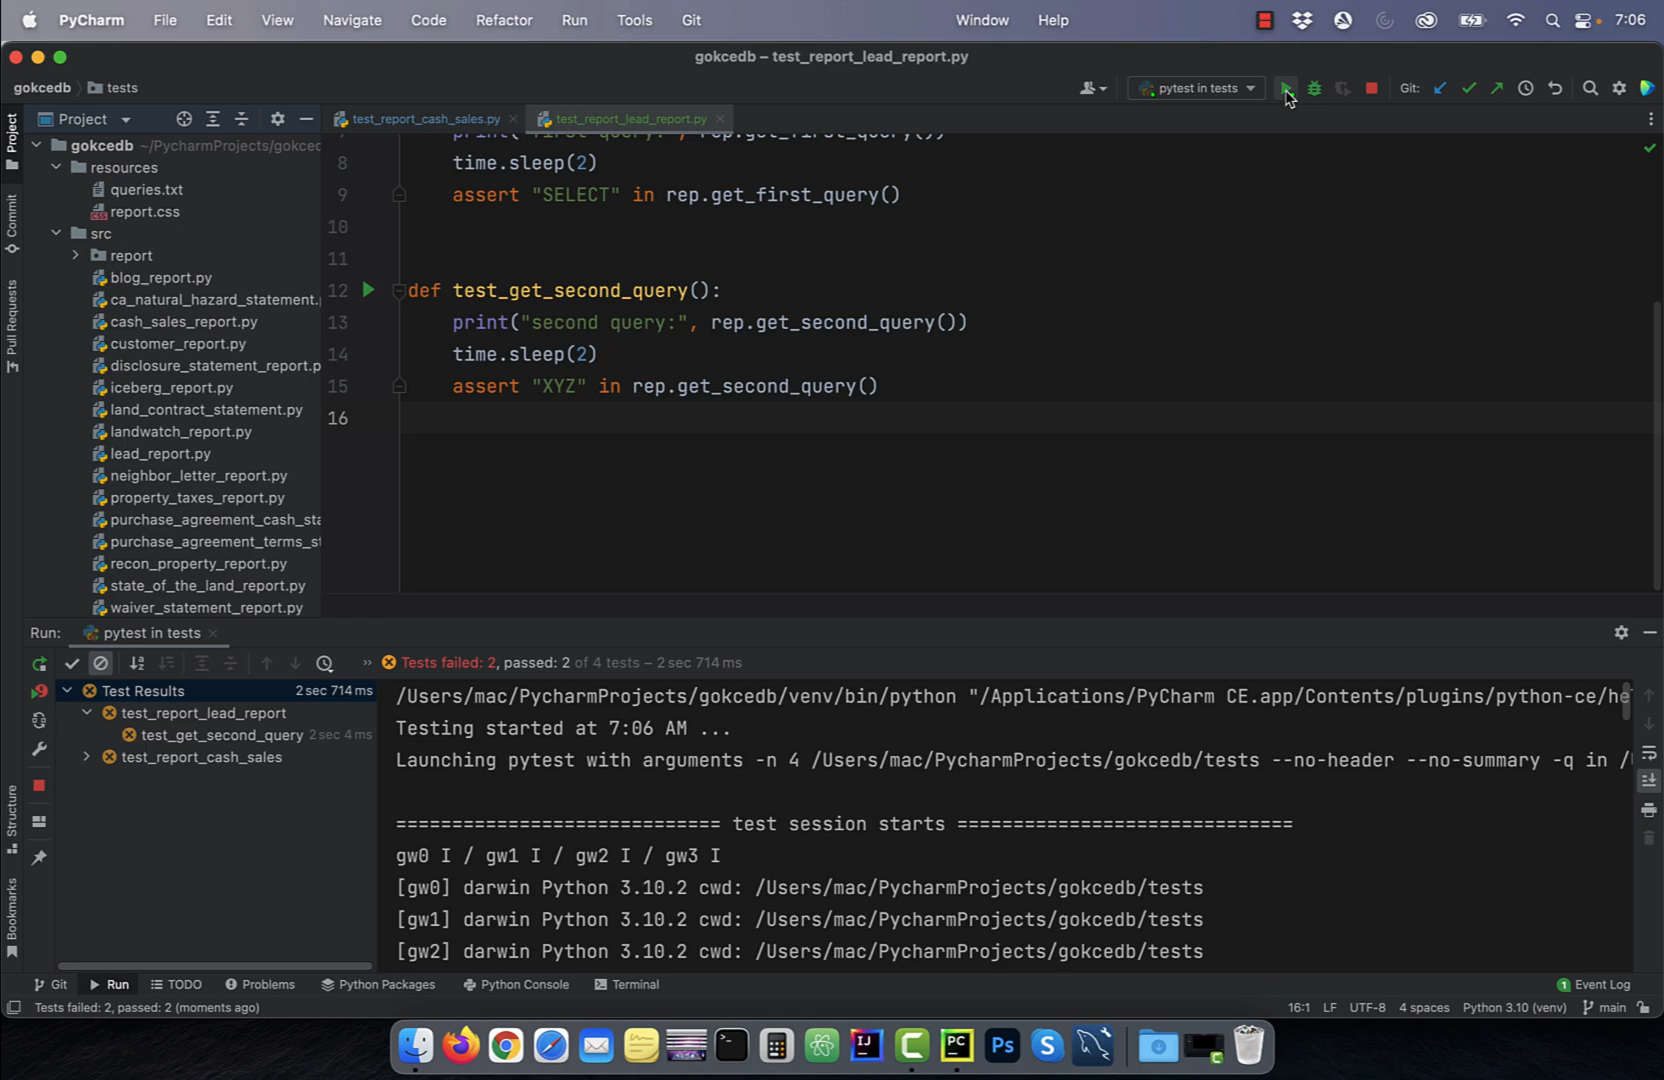 PyCharm File Edit View Navigate Code Refactor Run Tools Git Window Help 7:06
gokcedb – test_report_lead_report.py
gokcedb tests pytest in tests Git:
Project test_report_cash_sales.py test_report_lead_report.py
gokcedb ~/PycharmProjects/gokcec
resources
queries.txt
report.css
src
report
blog_report.py
ca_natural_hazard_statement.
cash_sales_report.py
customer_report.py
disclosure_statement_report.p
iceberg_report.py
land_contract_statement.py
landwatch_report.py
lead_report.py
neighbor_letter_report.py
property_taxes_report.py
purchase_agreement_cash_sta
purchase_agreement_terms_s
recon_property_report.py
state_of_the_land_report.py
waiver_statement_report.py
Project
Commit
Pull Requests
Structure
Bookmarks
8 time.sleep(2)
9 assert "SELECT" in rep.get_first_query()
10
11
12 def test_get_second_query():
13 print("second query:", rep.get_second_query())
14 time.sleep(2)
15 assert "XYZ" in rep.get_second_query()
16
Run: pytest in tests
Tests failed: 2, passed: 2 of 4 tests – 2 sec 714 ms
Test Results 2 sec 714 ms
test_report_lead_report
test_get_second_query 2 sec 4 ms
test_report_cash_sales
/Users/mac/PycharmProjects/gokcedb/venv/bin/python "/Applications/PyCharm CE.app/Contents/plugins/python-ce/he
Testing started at 7:06 AM ...
Launching pytest with arguments -n 4 /Users/mac/PycharmProjects/gokcedb/tests --no-header --no-summary -q in /
============================= test session starts ==============================
gw0 I / gw1 I / gw2 I / gw3 I
[gw0] darwin Python 3.10.2 cwd: /Users/mac/PycharmProjects/gokcedb/tests
[gw1] darwin Python 3.10.2 cwd: /Users/mac/PycharmProjects/gokcedb/tests
[gw2] darwin Python 3.10.2 cwd: /Users/mac/PycharmProjects/gokcedb/tests
Git Run TODO Problems Python Packages Python Console Terminal 1 Event Log
Tests failed: 2, passed: 2 (moments ago) 16:1 LF UTF-8 4 spaces Python 3.10 (venv) main
IJ PC Ps